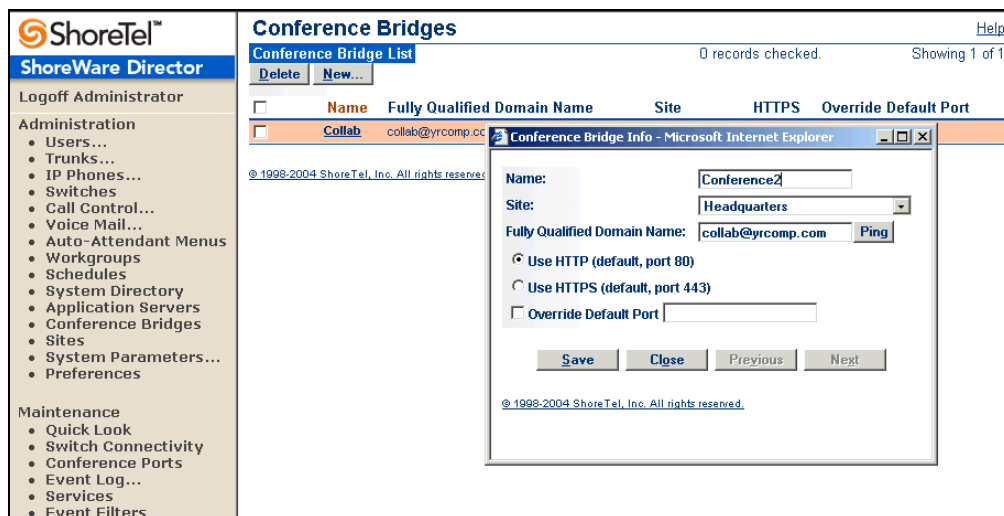 ShoreTel™
ShoreWare Director
Logoff Administrator
Administration
• Users...
• Trunks...
• IP Phones...
• Switches
• Call Control...
• Voice Mail...
• Auto-Attendant Menus
• Workgroups
• Schedules
• System Directory
• Application Servers
• Conference Bridges
• Sites
• System Parameters...
• Preferences
Maintenance
• Quick Look
• Switch Connectivity
• Conference Ports
• Event Log...
• Services
• Event Filters
Conference Bridges Help
Conference Bridge List 0 records checked. Showing 1 of 1
Delete New...
Name Fully Qualified Domain Name Site HTTPS Override Default Port
Collab collab@yrcomp.co
© 1998-2004 ShoreTel, Inc. All rights reserved
Conference Bridge Info - Microsoft Internet Explorer
Name: Conference2
Site: Headquarters
Fully Qualified Domain Name: collab@yrcomp.com Ping
Use HTTP (default, port 80)
Use HTTPS (default, port 443)
Override Default Port
Save Close Previous Next
© 1998-2004 ShoreTel, Inc. All rights reserved.